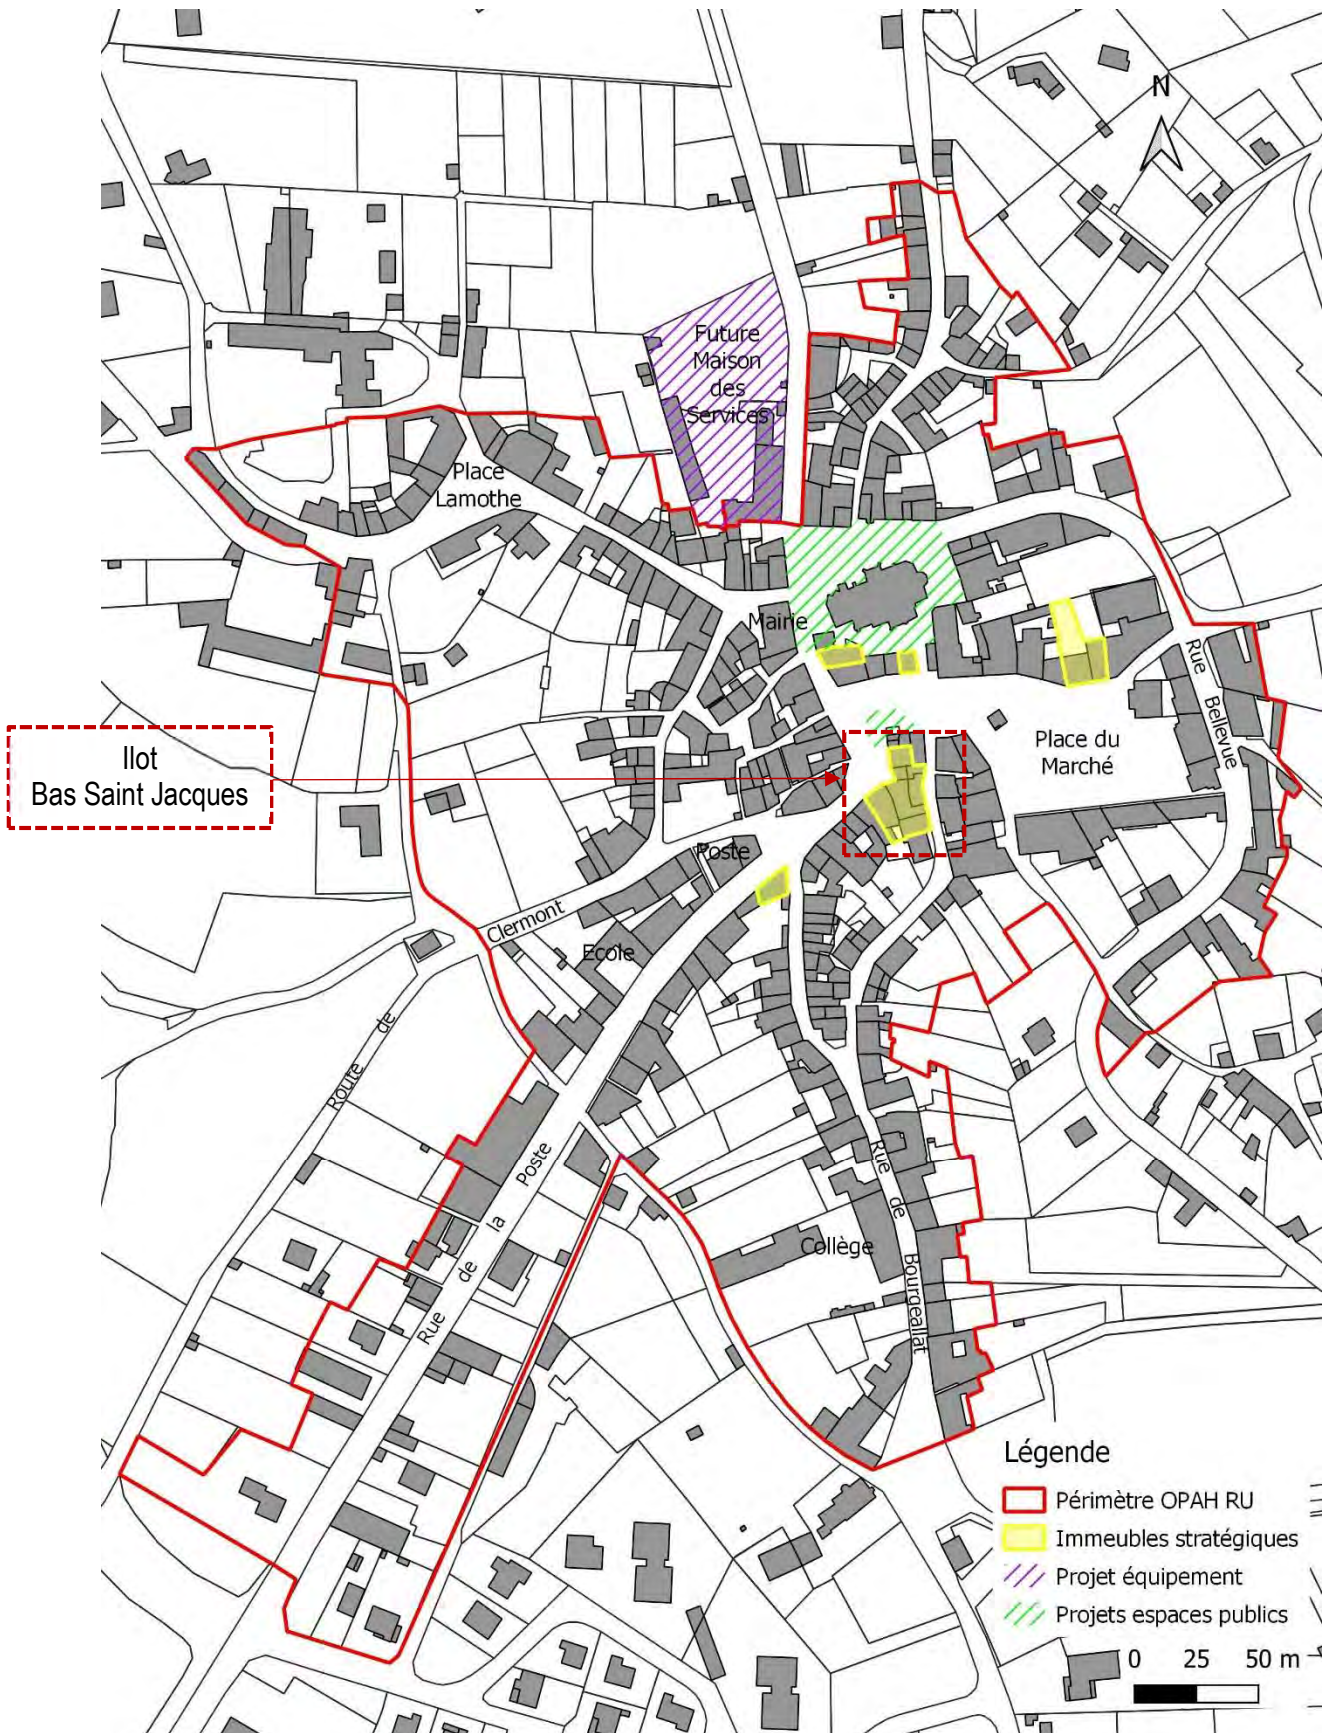 N
Future
Maison
des
Services
Place
Lamothe
Mairie
Rue Bellevue
Place du
Marché
Ilot
Bas Saint Jacques
Poste
Clermont
Ecole
Route de
Rue de la Poste
Rue de Bourgeallat
Collège
Légende
Périmètre OPAH RU
Immeubles stratégiques
Projet équipement
Projets espaces publics
0 25 50 m